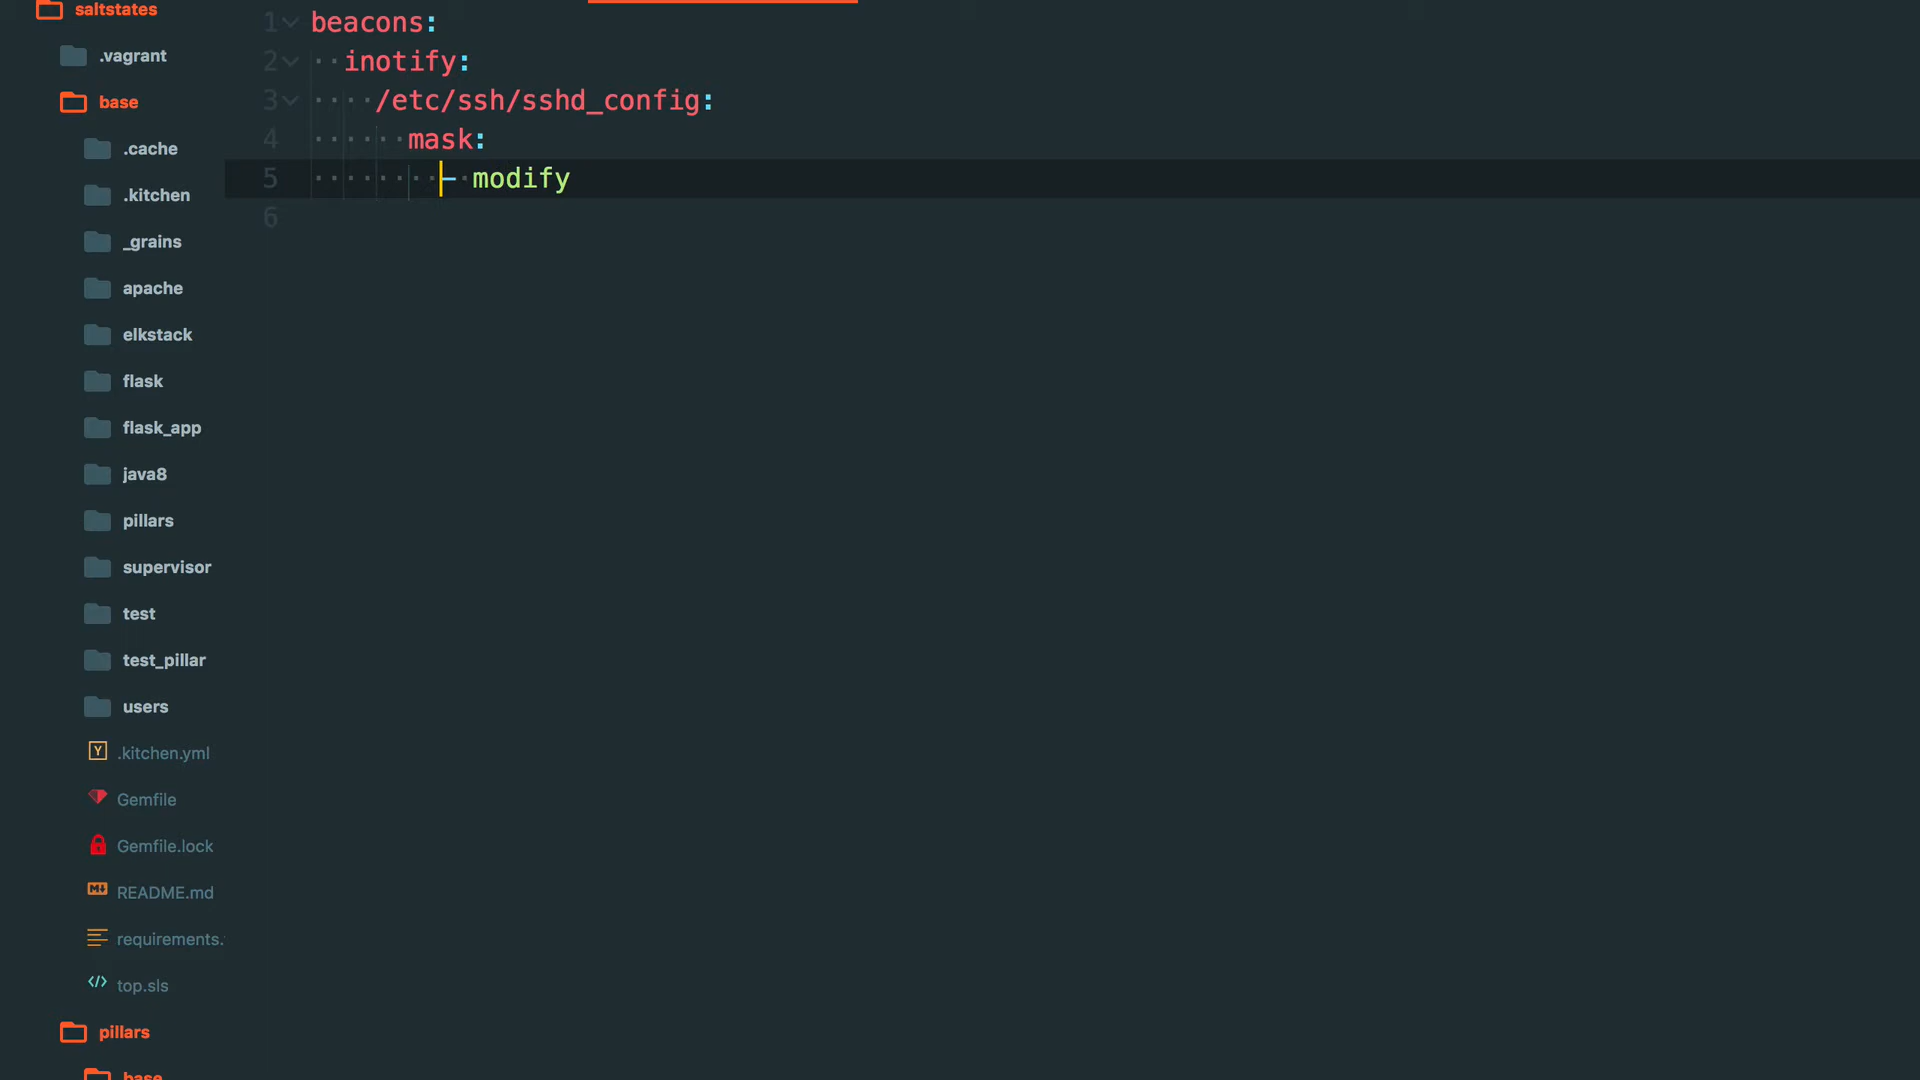 saltstates
.vagrant
base
.cache
.kitchen
_grains
apache
elkstack
flask
flask_app
java8
pillars
supervisor
test
test_pillar
users
.kitchen.yml
Gemfile
Gemfile.lock
README.md
requirements.
top.sls
pillars
base
1 beacons:
2 inotify:
3 /etc/ssh/sshd_config:
4 mask:
5 - modify
6